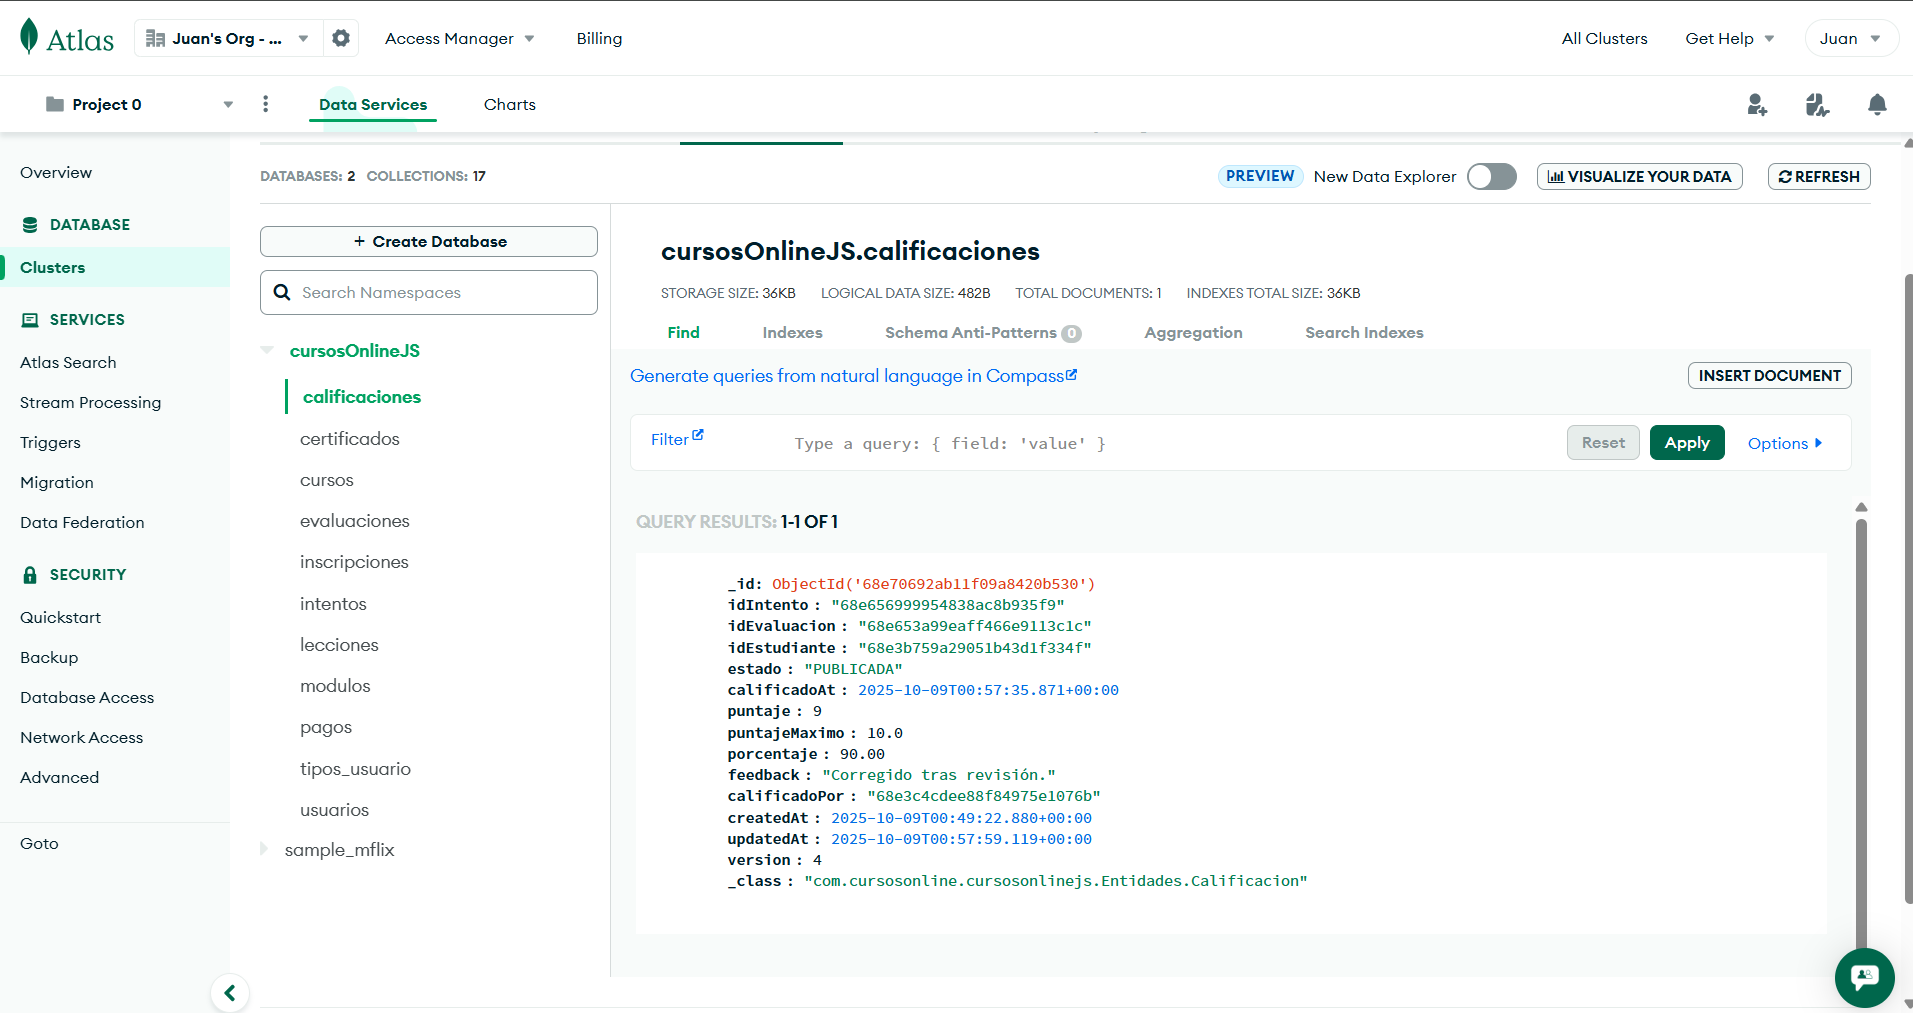 Atlas
Juan's Org - ...
Access Manager
Billing
All Clusters
Get Help
Juan
Project 0
Data Services
Charts
Overview
DATABASE
Clusters
SERVICES
Atlas Search
Stream Processing
Triggers
Migration
Data Federation
SECURITY
Quickstart
Backup
Database Access
Network Access
Advanced
Goto
DATABASES: 2 COLLECTIONS: 17
PREVIEW New Data Explorer
VISUALIZE YOUR DATA
REFRESH
+ Create Database
Search Namespaces
cursosOnlineJS
calificaciones
certificados
cursos
evaluaciones
inscripciones
intentos
lecciones
modulos
pagos
tipos_usuario
usuarios
sample_mflix
cursosOnlineJS.calificaciones
STORAGE SIZE: 36KB LOGICAL DATA SIZE: 482B TOTAL DOCUMENTS: 1 INDEXES TOTAL SIZE: 36KB
Find Indexes Schema Anti-Patterns 0 Aggregation Search Indexes
Generate queries from natural language in Compass
INSERT DOCUMENT
Filter
Type a query: { field: 'value' }
Reset
Apply
Options
QUERY RESULTS: 1-1 OF 1
_id: ObjectId('68e70692ab11f09a8420b530')
idIntento : "68e656999954838ac8b935f9"
idEvaluacion : "68e653a99eaff466e9113c1c"
idEstudiante : "68e3b759a29051b43d1f334f"
estado : "PUBLICADA"
calificadoAt : 2025-10-09T00:57:35.871+00:00
puntaje : 9
puntajeMaximo : 10.0
porcentaje : 90.00
feedback : "Corregido tras revisión."
calificadoPor : "68e3c4cdee88f84975e1076b"
createdAt : 2025-10-09T00:49:22.880+00:00
updatedAt : 2025-10-09T00:57:59.119+00:00
version : 4
_class : "com.cursosonline.cursosonlinejs.Entidades.Calificacion"